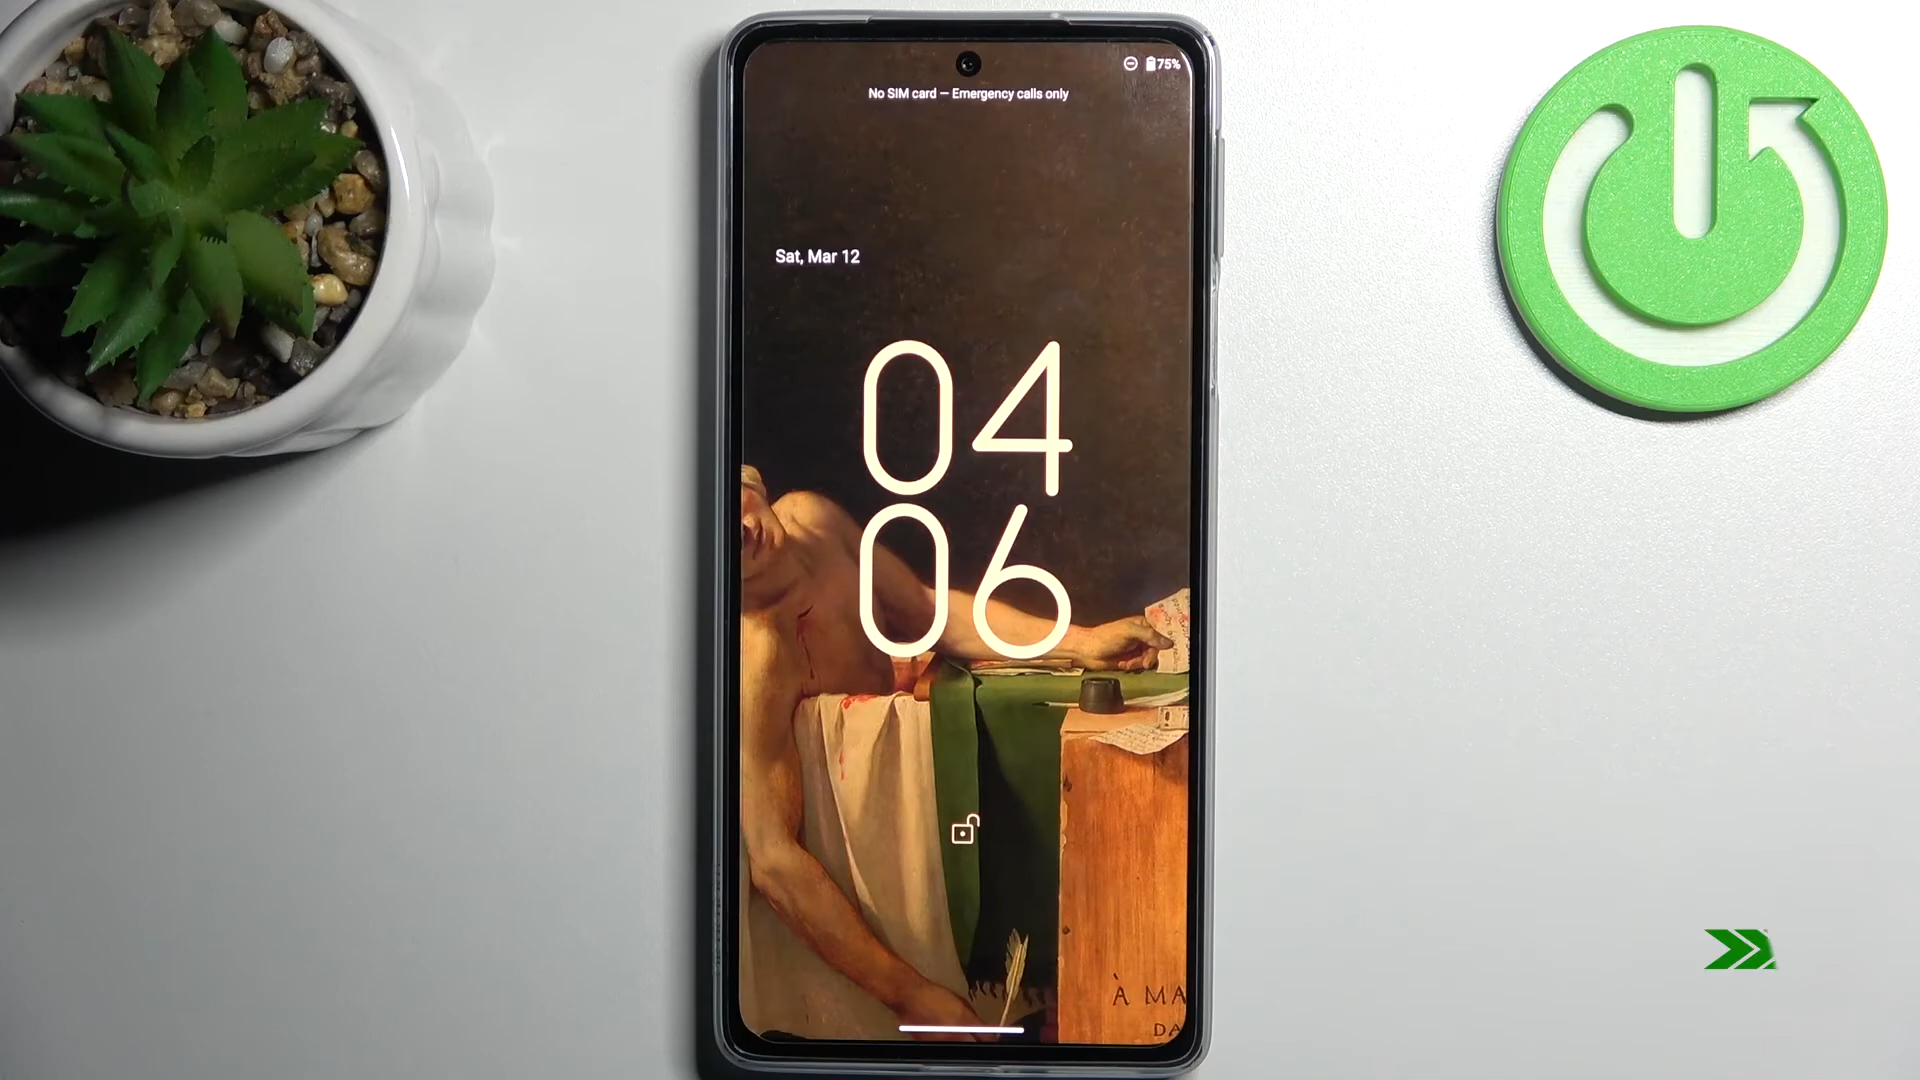 75%
No SIM card — Emergency calls only
Sat, Mar 12
04
06
À MA
DA